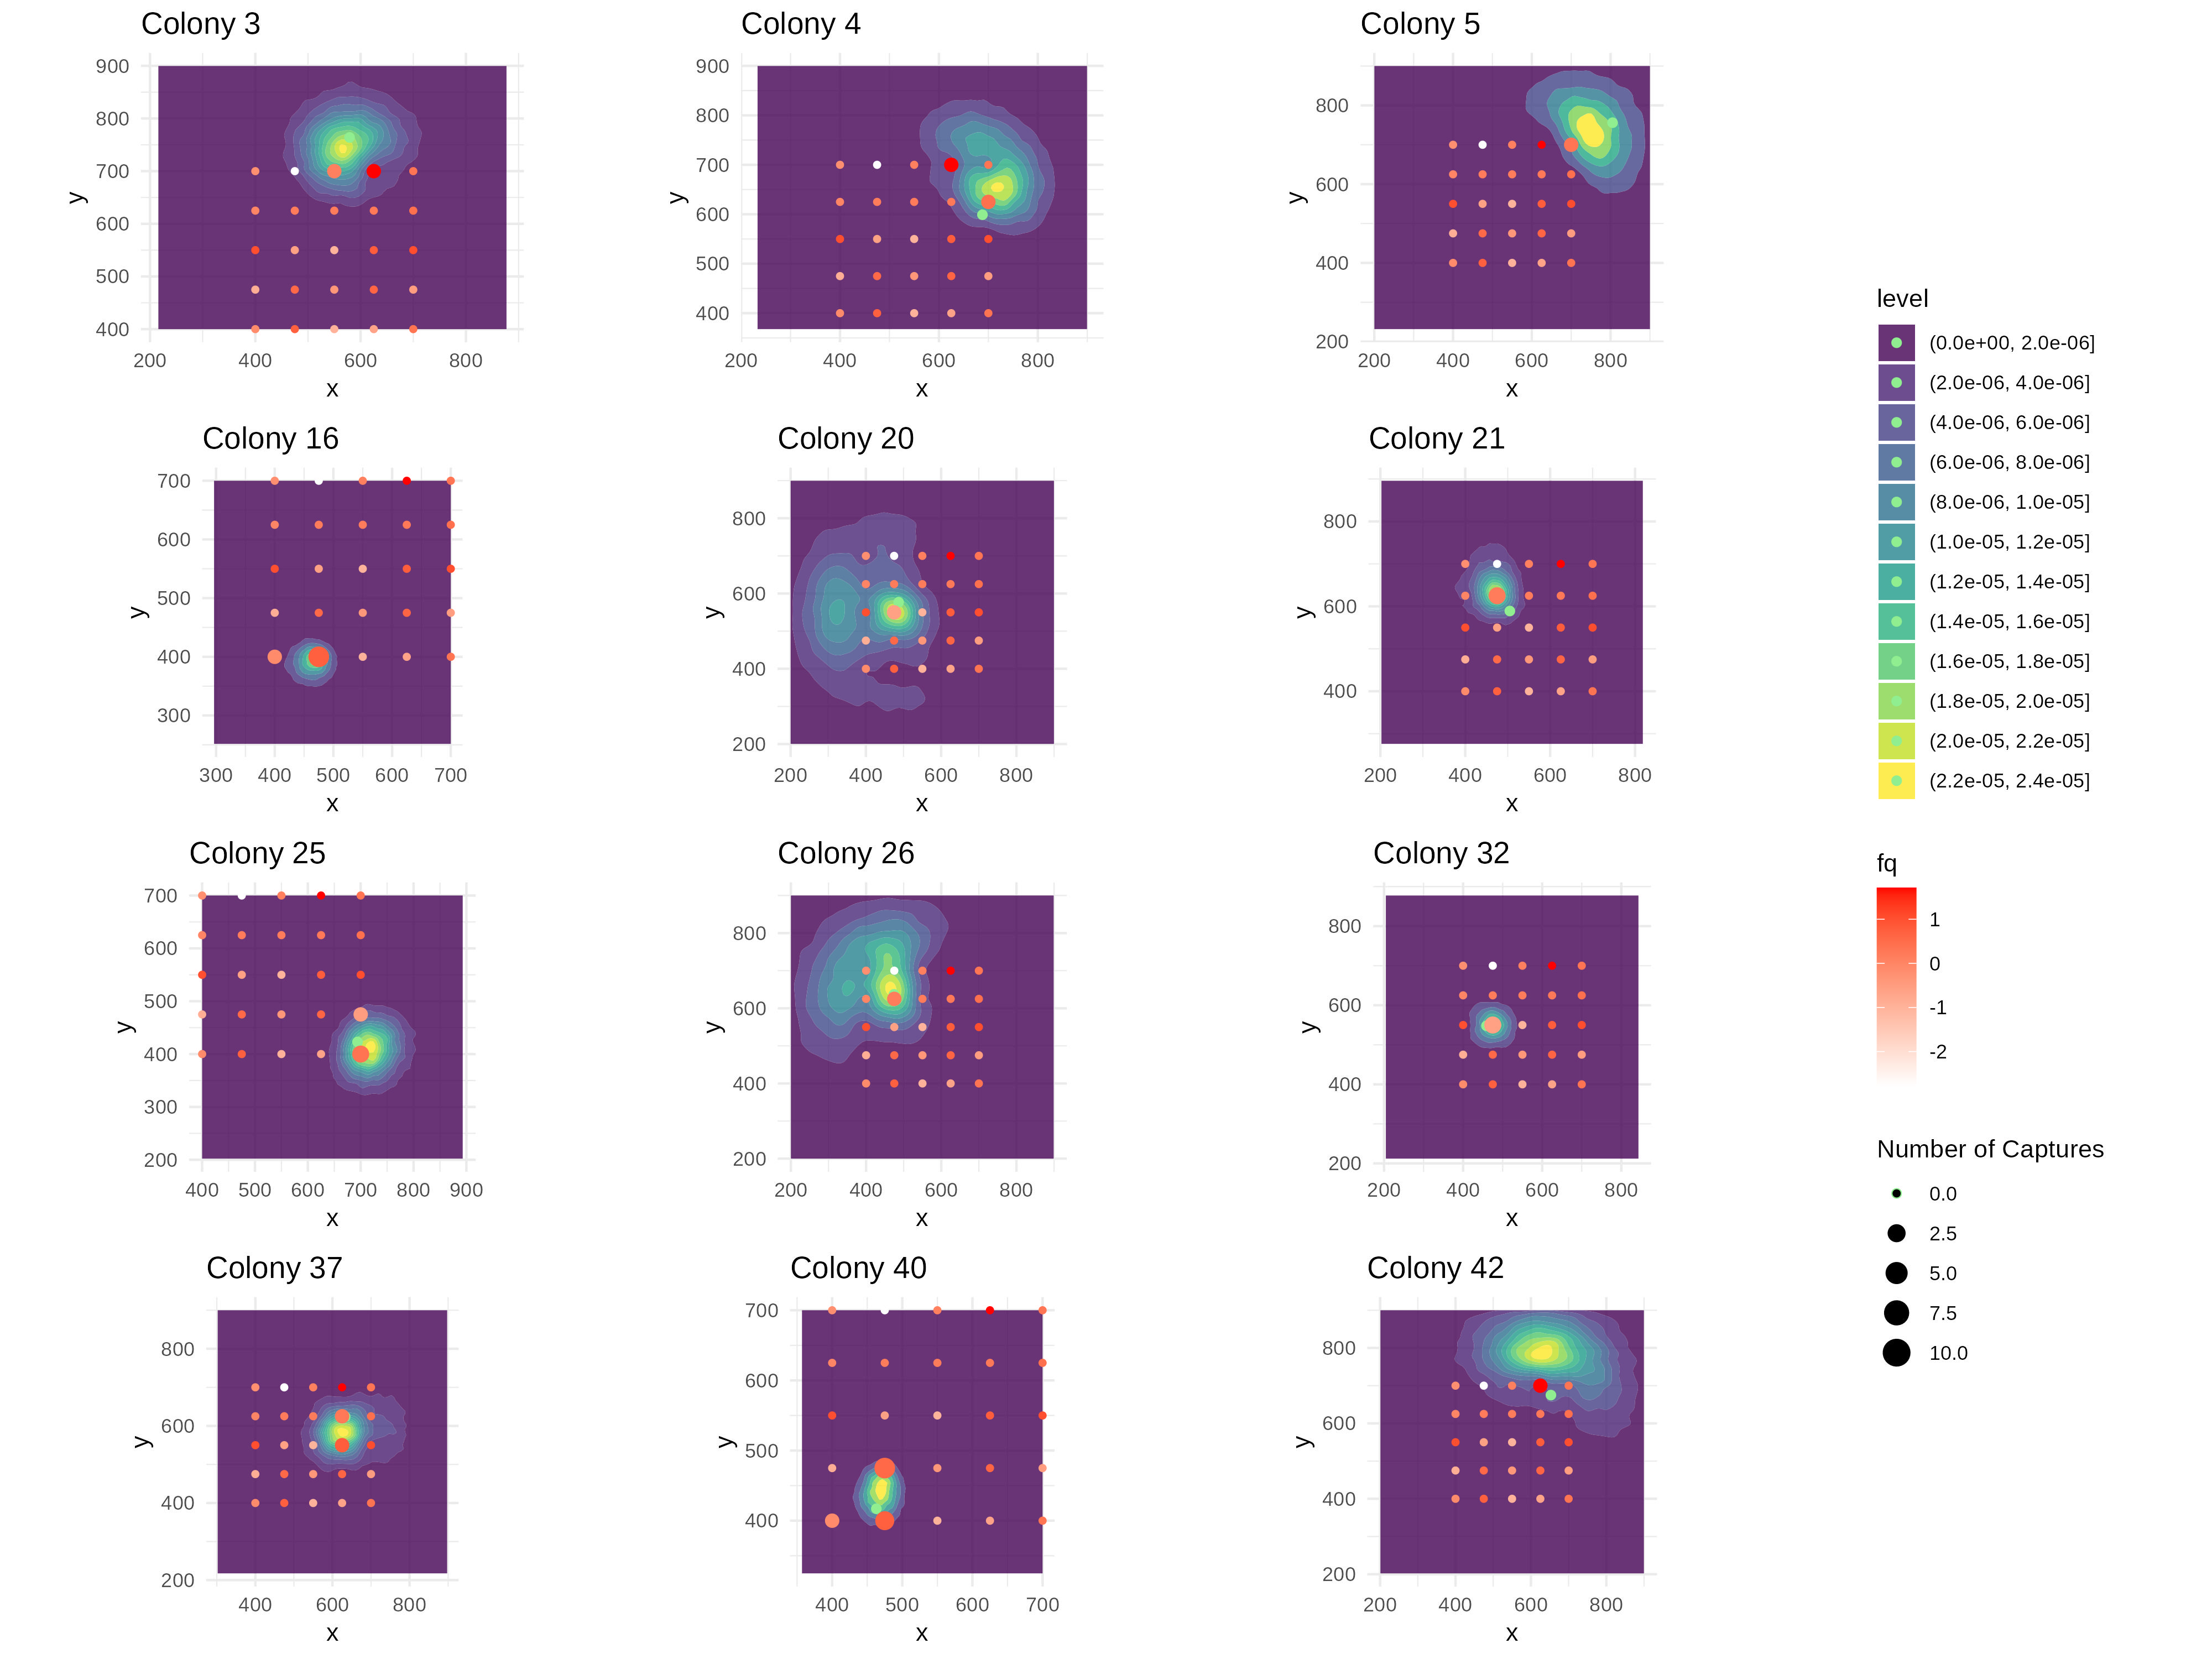 Colony 3
Colony 4
Colony 5
900
800
700
600
500
400
y
200
400
600
800
x
900
800
700
600
500
400
y
200
400
600
800
x
800
600
400
200
y
200
400
600
800
x
Colony 16
Colony 20
Colony 21
700
600
500
400
300
y
300
400
500
600
700
x
800
600
400
200
y
200
400
600
800
x
800
600
400
y
200
400
600
800
x
Colony 25
Colony 26
Colony 32
700
600
500
400
300
200
y
400
500
600
700
800
900
x
800
600
400
200
y
200
400
600
800
x
800
600
400
200
y
200
400
600
800
x
Colony 37
Colony 40
Colony 42
800
600
400
200
y
400
600
800
x
700
600
500
400
y
400
500
600
700
x
800
600
400
200
y
200
400
600
800
x
level
(0.0e+00, 2.0e-06]
(2.0e-06, 4.0e-06]
(4.0e-06, 6.0e-06]
(6.0e-06, 8.0e-06]
(8.0e-06, 1.0e-05]
(1.0e-05, 1.2e-05]
(1.2e-05, 1.4e-05]
(1.4e-05, 1.6e-05]
(1.6e-05, 1.8e-05]
(1.8e-05, 2.0e-05]
(2.0e-05, 2.2e-05]
(2.2e-05, 2.4e-05]
fq
1
0
-1
-2
Number of Captures
0.0
2.5
5.0
7.5
10.0